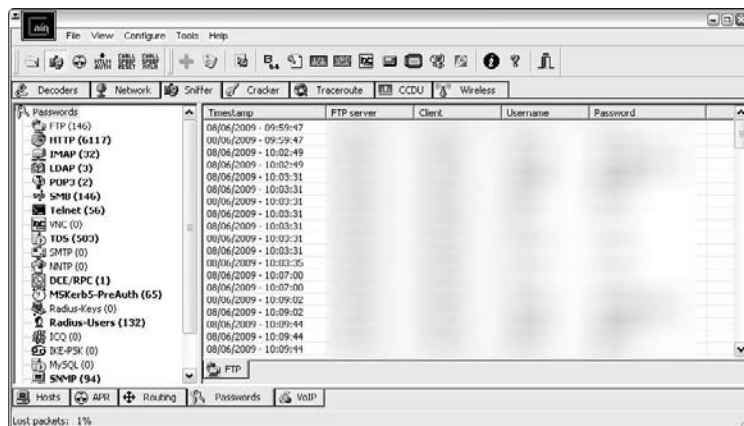 ain
File View Configure Tools Help
NTLM AUTH CHALL RESET CHALL SPOOF NTLM
B64
Decoders Network Sniffer Cracker Traceroute CCDU Wireless
Passwords
FTP (146)
HTTP (6117)
IMAP (32)
LDAP (3)
POP3 (2)
SMB (146)
Telnet (56)
VNC (0)
TDS (503)
SMTP (0)
NNTP (0)
DCE/RPC (1)
MSKerb5-PreAuth (65)
Radius-Keys (0)
Radius-Users (132)
ICQ (0)
IKE-PSK (0)
MySQL (0)
SNMP (94)
Timestamp FTP server Client Username Password
08/06/2009 - 09:59:47
08/06/2009 - 09:59:47
08/06/2009 - 10:02:49
08/06/2009 - 10:02:49
08/06/2009 - 10:03:31
08/06/2009 - 10:03:31
08/06/2009 - 10:03:31
08/06/2009 - 10:03:31
08/06/2009 - 10:03:31
08/06/2009 - 10:03:31
08/06/2009 - 10:03:31
08/06/2009 - 10:03:35
08/06/2009 - 10:07:00
08/06/2009 - 10:07:00
08/06/2009 - 10:09:02
08/06/2009 - 10:09:02
08/06/2009 - 10:09:44
08/06/2009 - 10:09:44
08/06/2009 - 10:09:44
FTP
Hosts APR Routing Passwords VoIP
Lost packets: 1%